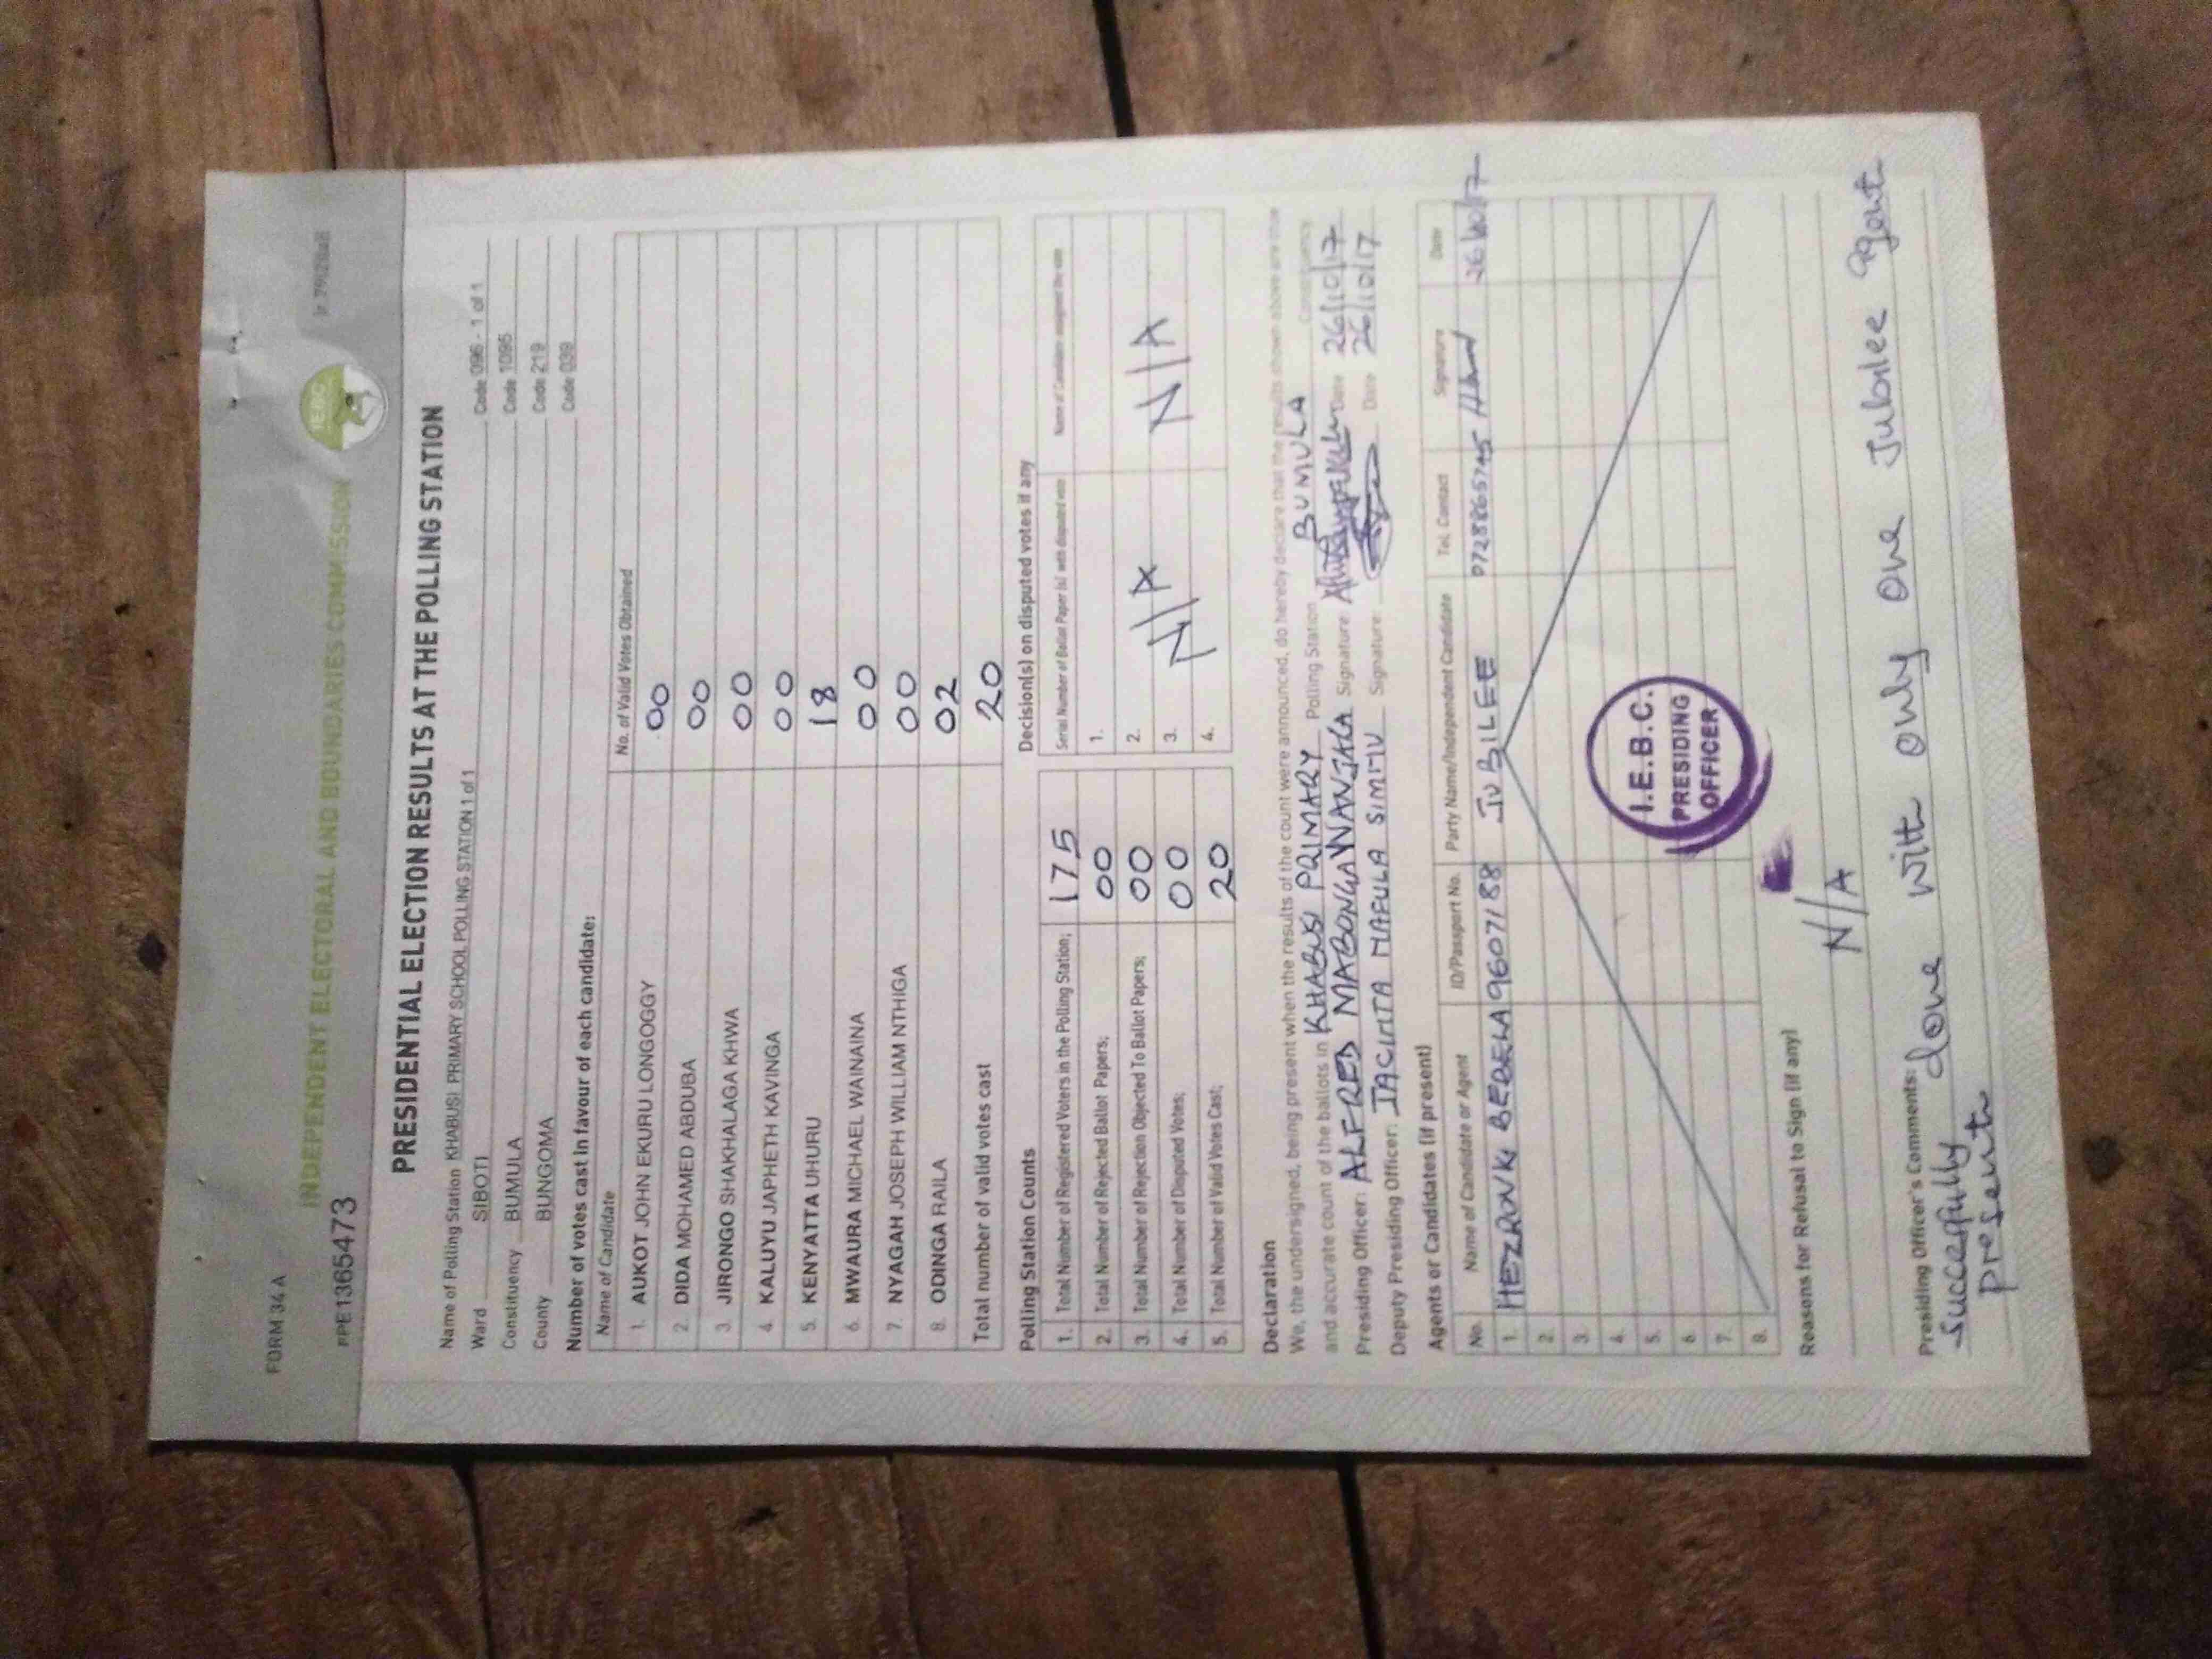 FORM 34A
INDEPENDENT ELECTORAL AND BOUNDARIES COMMISSION
IEBC
#PE1365473
PRESIDENTIAL ELECTION RESULTS AT THE POLLING STATION
Name of Polling Station KHABUSI PRIMARY SCHOOL POLLING STATION 1 of 1 Code 096 - 1 of 1
Ward SIBOTI Code 1095
Constituency BUMULA Code 219
County BUNGOMA Code 039
Number of votes cast in favour of each candidate:
Name of Candidate No. of Valid Votes Obtained
1. AUKOT JOHN EKURU LONGOGGY 00
2. DIDA MOHAMED ABDUBA 00
3. JIRONGO SHAKHALAGA KHWA 00
4. KALUYU JAPHETH KAVINGA 00
5. KENYATTA UHURU 18
6. MWAURA MICHAEL WAINAINA 00
7. NYAGAH JOSEPH WILLIAM NTHIGA 00
8. ODINGA RAILA 02
Total number of valid votes cast 20
Polling Station Counts
1. Total Number of Registered Voters in the Polling Station; 175
2. Total Number of Rejected Ballot Papers; 00
3. Total Number of Rejection Objected To Ballot Papers; 00
4. Total Number of Disputed Votes; 00
5. Total Number of Valid Votes Cast; 20
Decision(s) on disputed votes if any
Serial Number of Ballot Paper (s) with disputed vote Name of Candidate assigned the vote
1.
2. N/A N/A
3.
4.
Declaration
We, the undersigned, being present when the results of the count were announced, do hereby declare that the results shown above are true
and accurate count of the ballots in KHABUSI PRIMARY Polling Station BUMULA Constituency
Presiding Officer: ALFRED MABONGA WANJALA Signature: Date 26/10/17
Deputy Presiding Officer: JACINTA MAFULA SIMIYU Signature: Date 26/10/17
Agents or Candidates (if present)
No. Name of Candidate or Agent ID/Passport No. Party Name/Independent Candidate Tel. Contact Signature Date
1. HEZRON BEBELA 9607188 JUBILEE 26/10/17
2.
3.
4.
5.
6.
7.
8.
I.E.B.C.
PRESIDING
OFFICER
Reasons for Refusal to Sign (if any)
N/A
Presiding Officer's Comments:
Successfully done with only one Jubilee agent
present